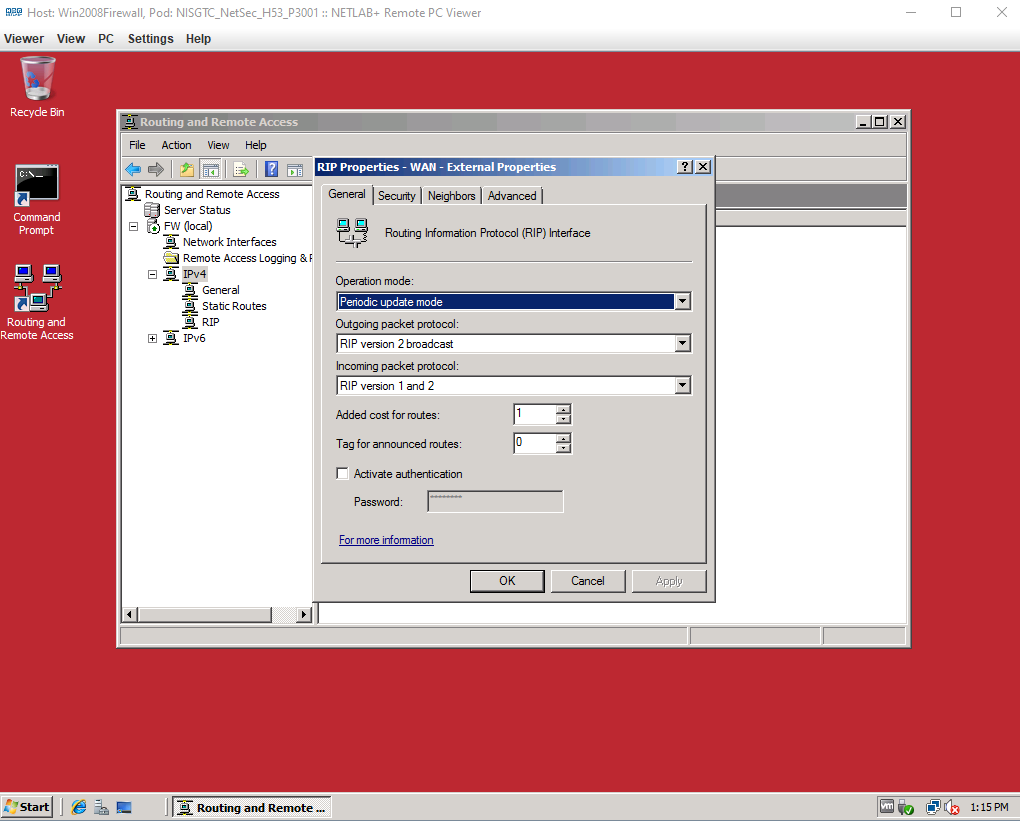 Host: Win2008Firewall, Pod: NISGTC_NetSec_H53_P3001 :: NETLAB+ Remote PC Viewer
Viewer View PC Settings Help
Recycle Bin
Command
Prompt
Routing and
Remote Access
Routing and Remote Access
File Action View Help
Routing and Remote Access
Server Status
FW (local)
Network Interfaces
Remote Access Logging & F
IPv4
General
Static Routes
RIP
IPv6
RIP Properties - WAN - External Properties
General Security Neighbors Advanced
Routing Information Protocol (RIP) Interface
Operation mode:
Periodic update mode
Outgoing packet protocol:
RIP version 2 broadcast
Incoming packet protocol:
RIP version 1 and 2
Added cost for routes: 1
Tag for announced routes: 0
Activate authentication
Password: ********
For more information
OK Cancel Apply
Start Routing and Remote ... vm 1:15 PM